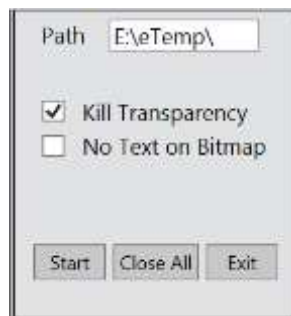 Path E:\eTemp\
Kill Transparency
No Text on Bitmap
Start Close All Exit